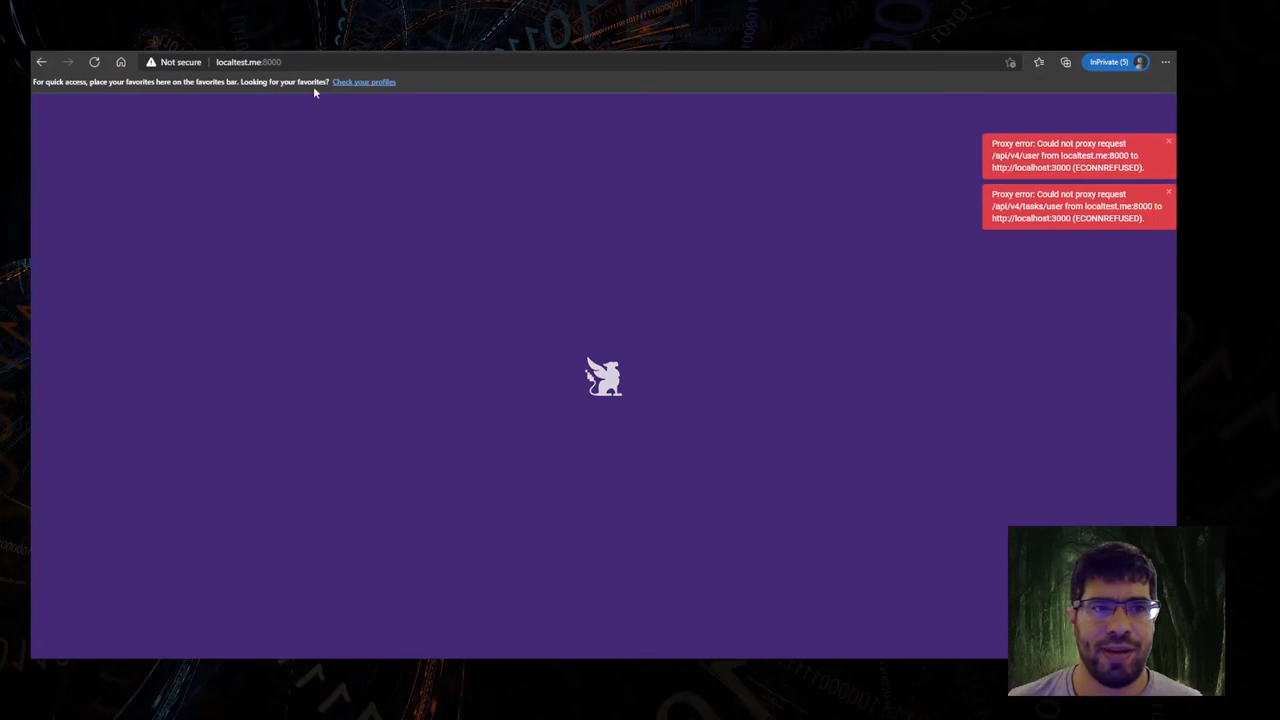 Not secure
localtest.me:8000
InPrivate (5)
For quick access, place your favorites here on the favorites bar. Looking for your favorites? Check your profiles
Proxy error: Could not proxy request
/api/v4/user from localtest.me:8000 to
http://localhost:3000 (ECONNREFUSED).
Proxy error: Could not proxy request
/api/v4/tasks/user from localtest.me:8000 to
http://localhost:3000 (ECONNREFUSED).